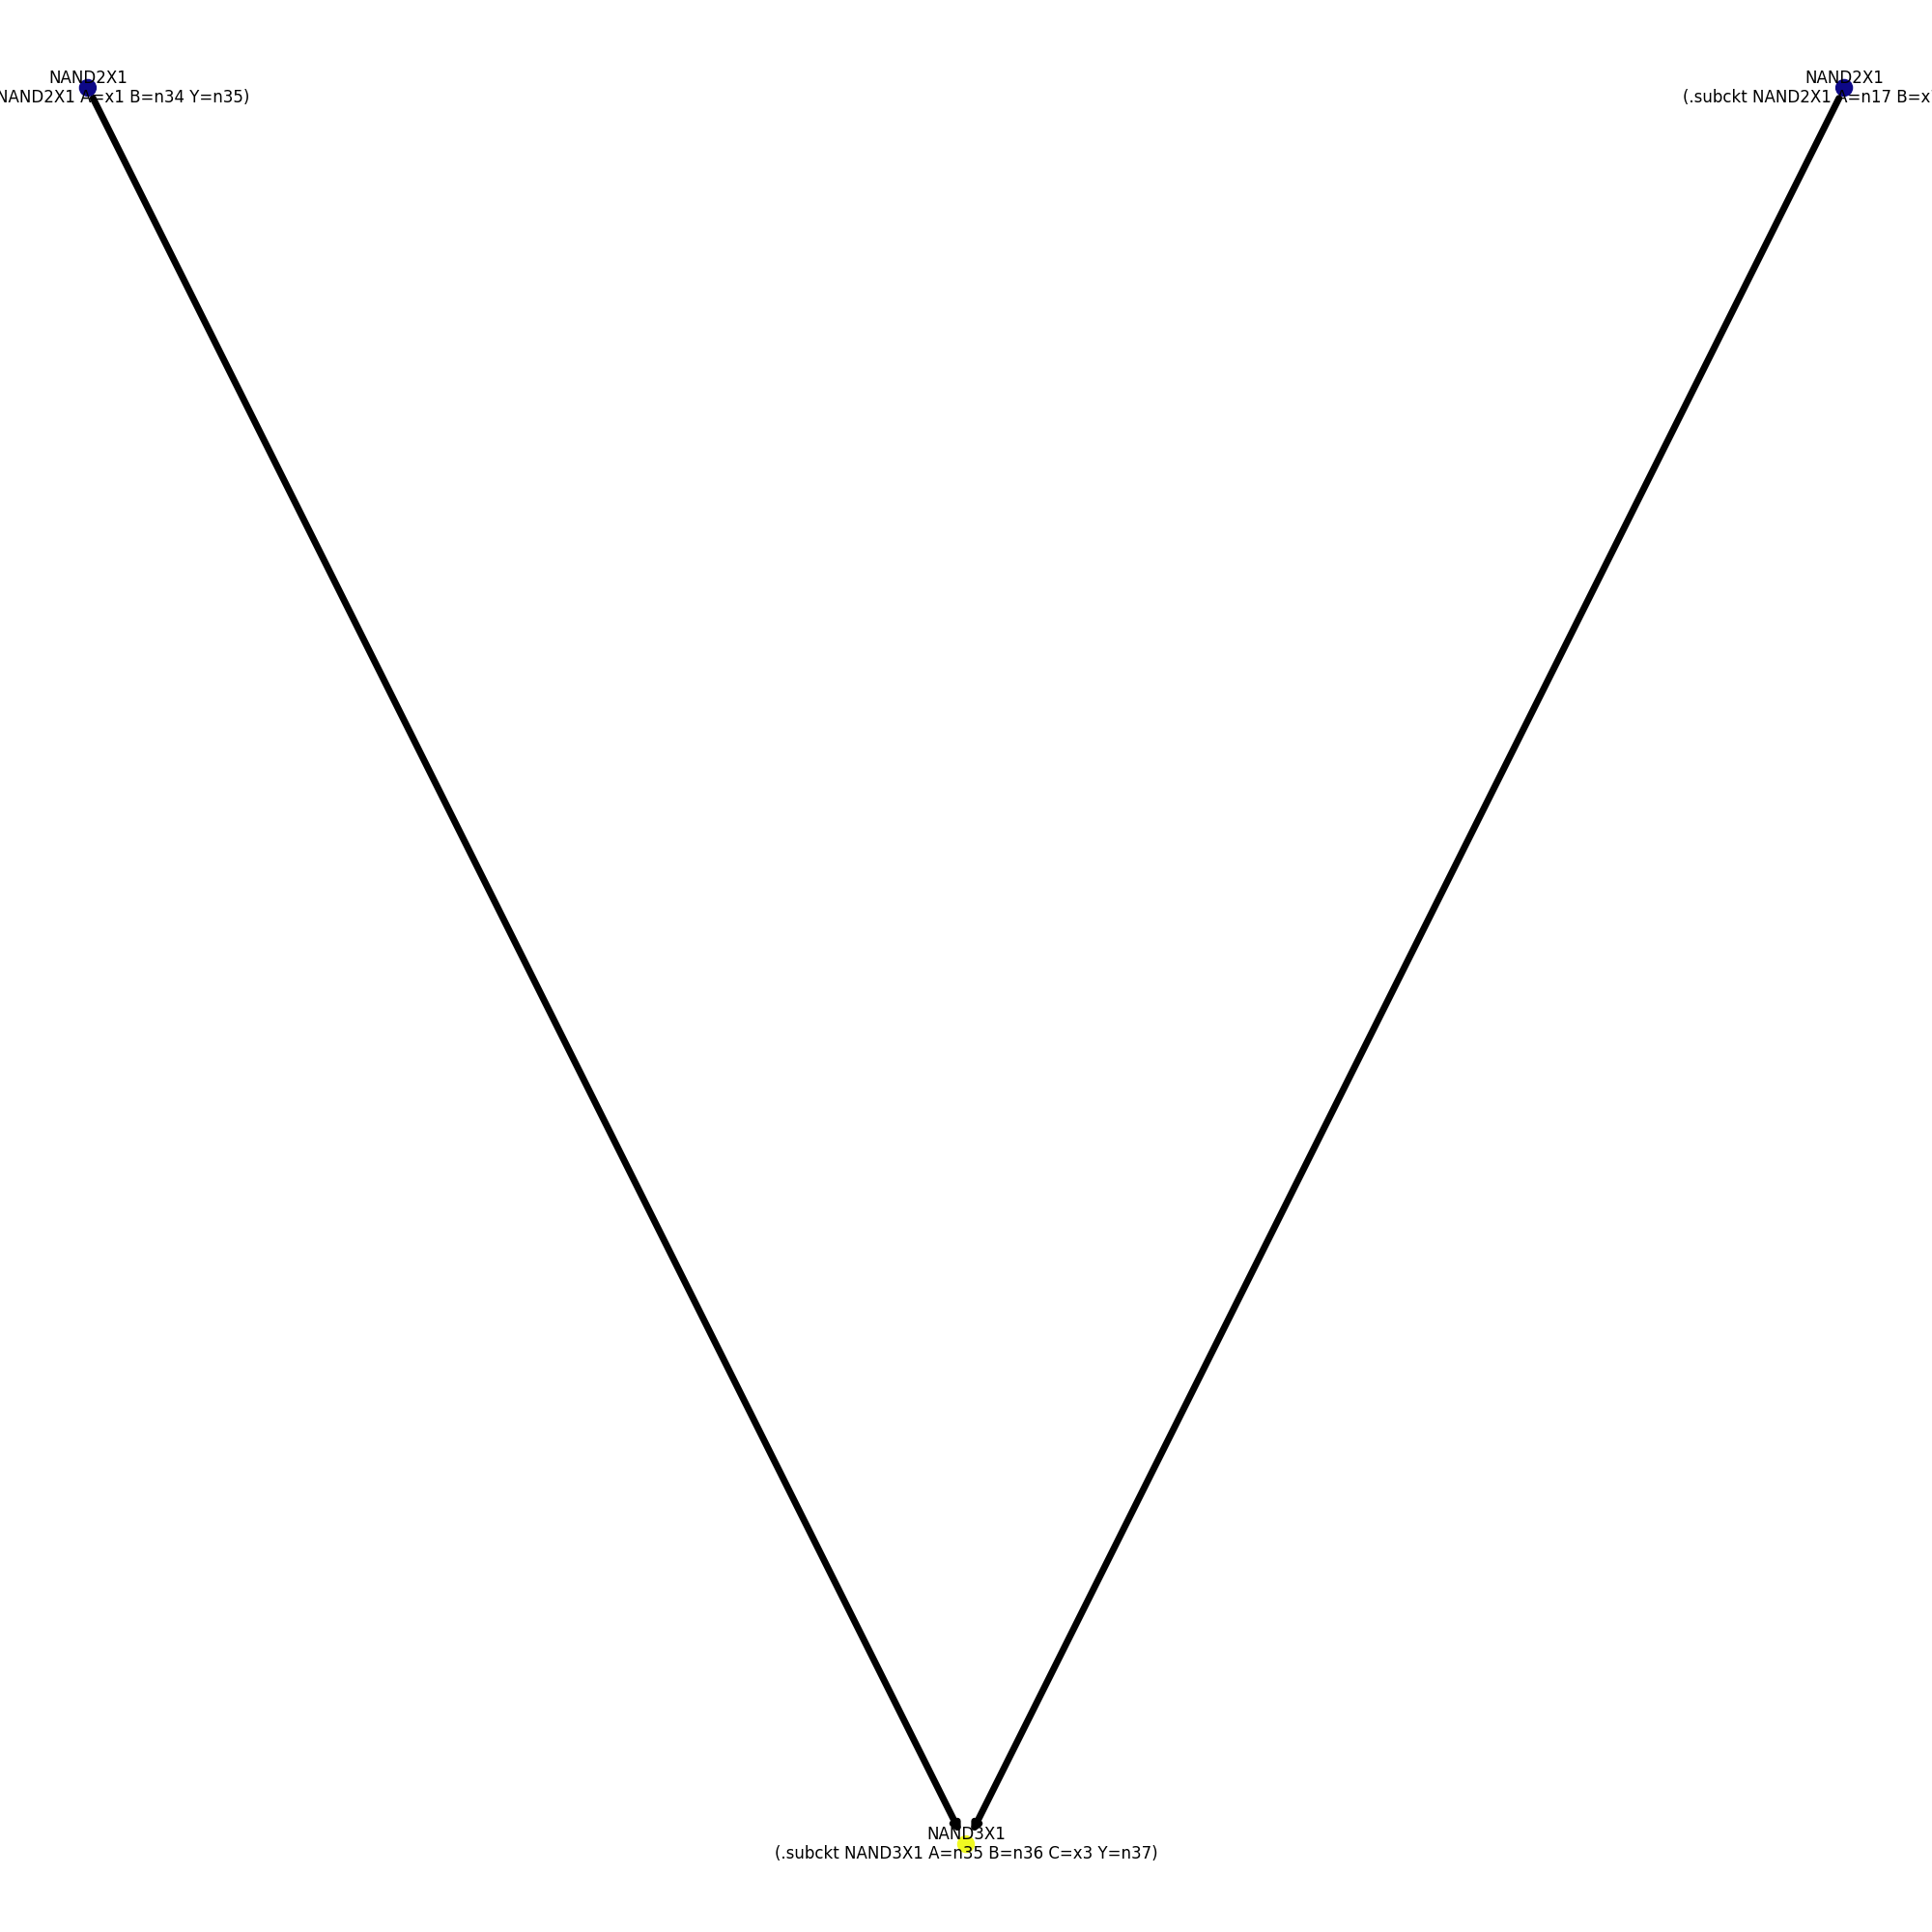 NAND2X1
NAND2X1 A=x1 B=n34 Y=n35)
NAND2X1
(.subckt NAND2X1 A=n17 B=x
NAND3X1
(.subckt NAND3X1 A=n35 B=n36 C=x3 Y=n37)